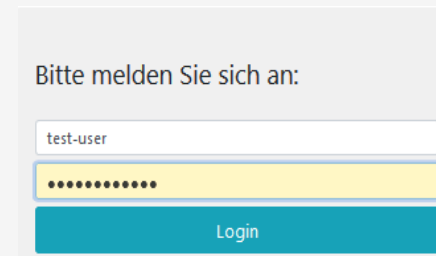 Bitte melden Sie sich an:
test-user
••••••••••••
Login